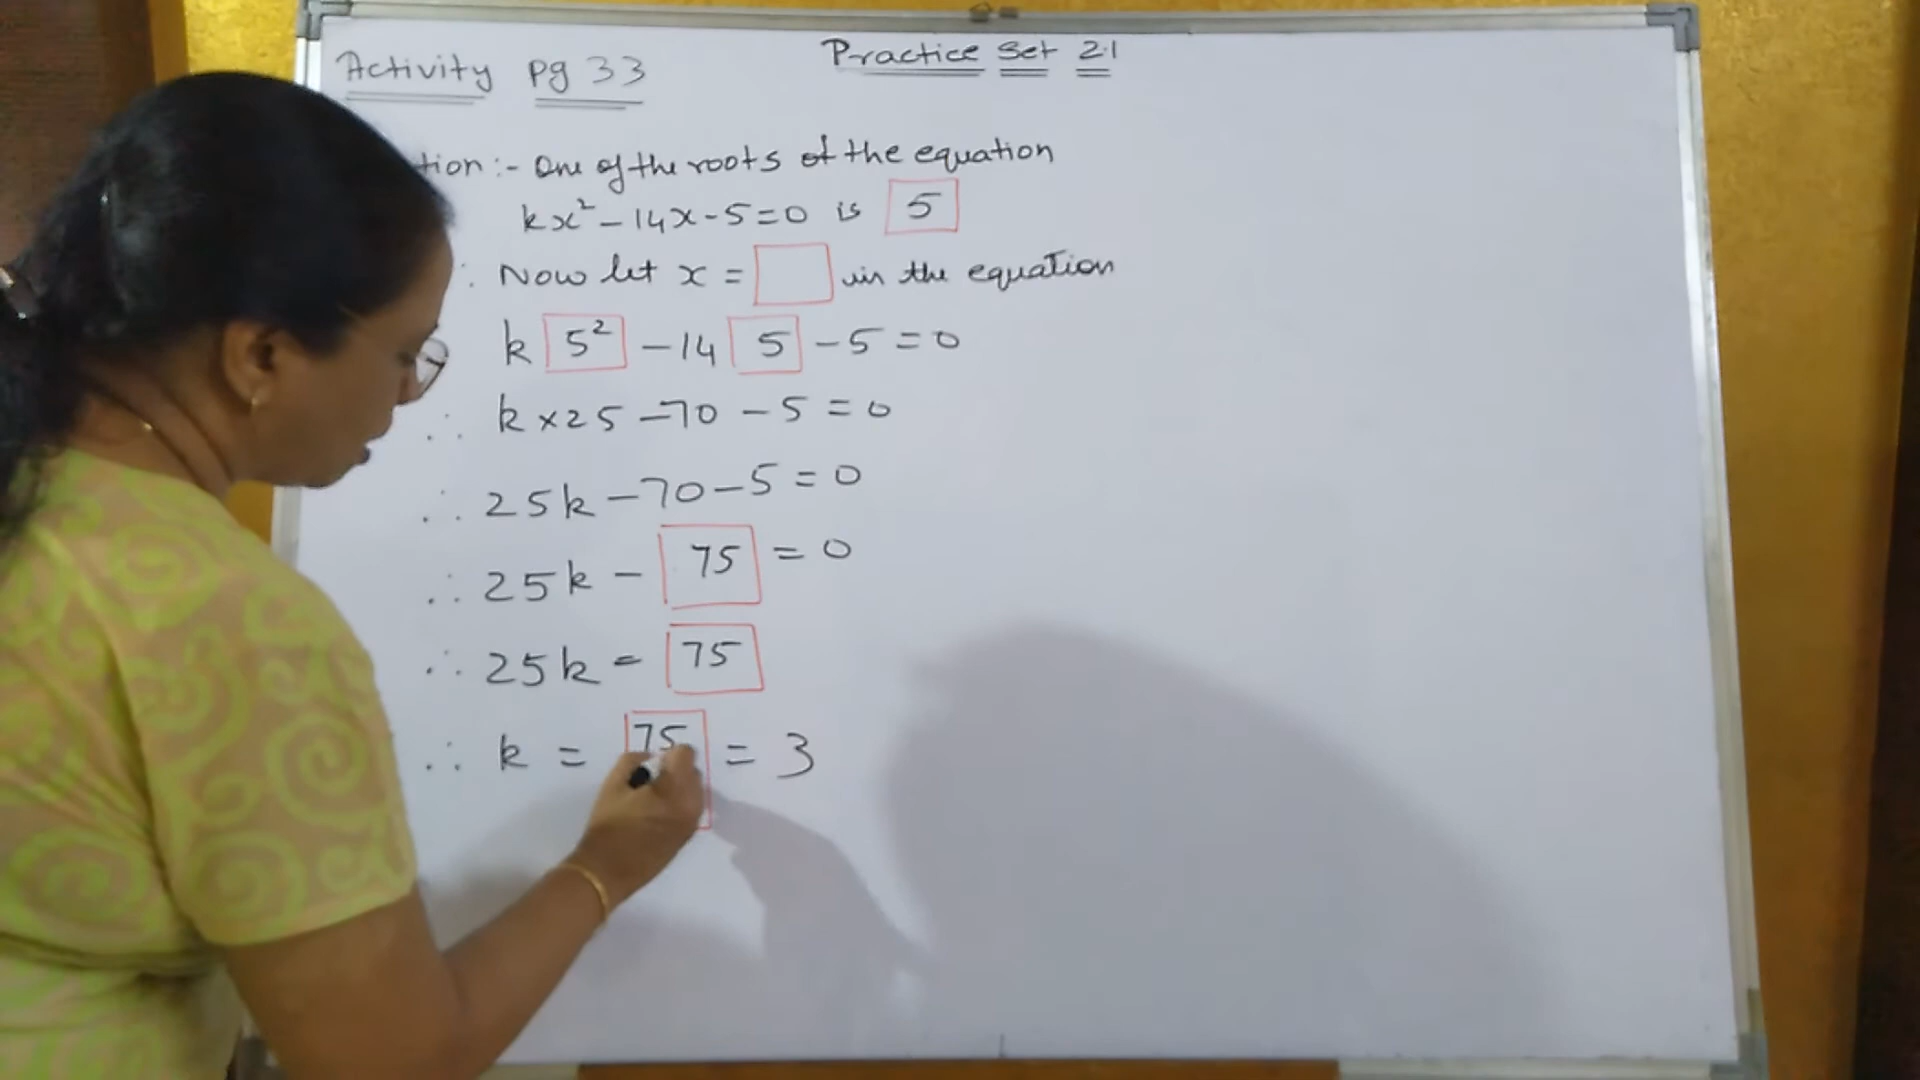 Activity pg 33
Practice Set 2.1
tion :- One of the roots of the equation
kx² - 14x - 5 = 0 is 5
Now let x = in the equation
k 5² - 14 5 - 5 = 0
∴ k × 25 - 70 - 5 = 0
∴ 25k - 70 - 5 = 0
∴ 25k - 75 = 0
∴ 25k = 75
∴ k = 75 = 3